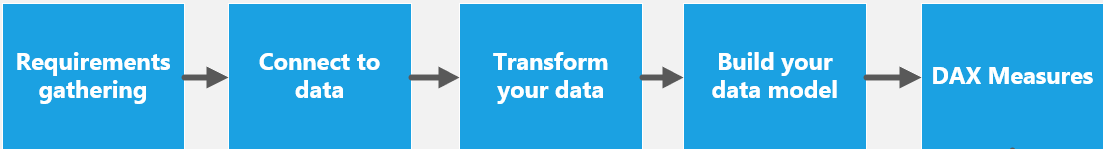 Requirements
gathering
Connect to
data
Transform
your data
Build your
data model
DAX Measures